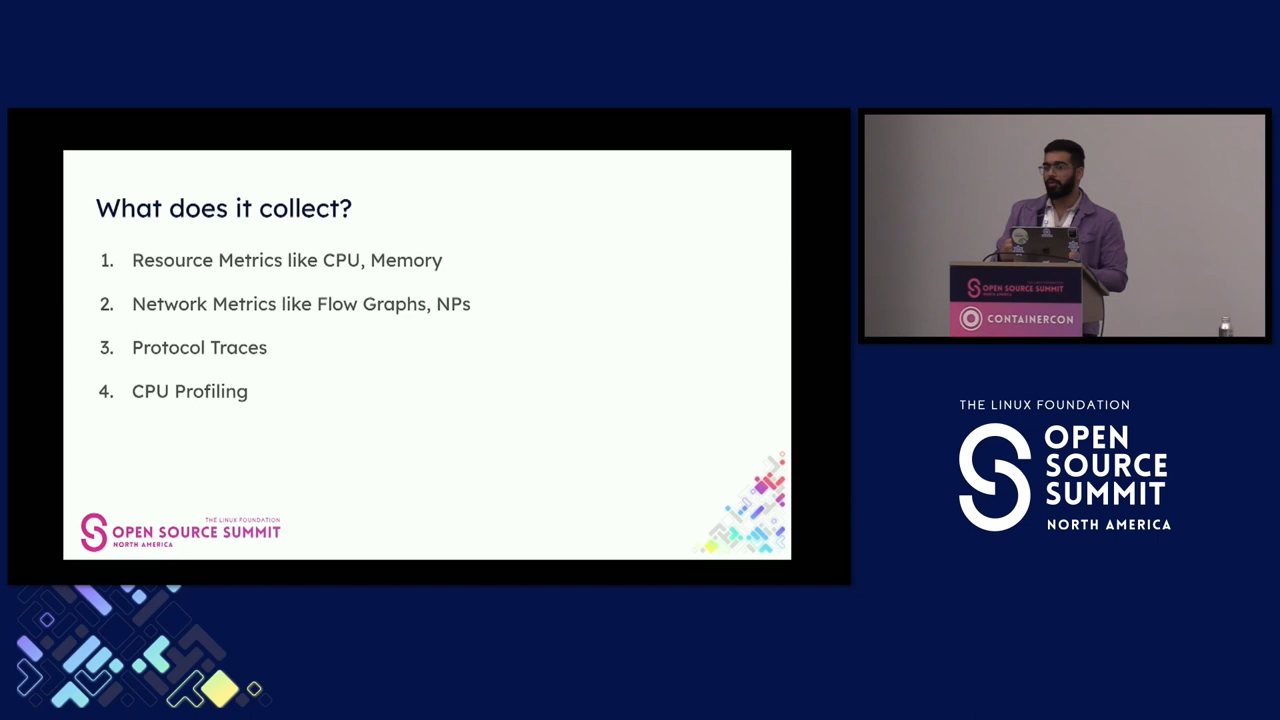 What does it collect?
1. Resource Metrics like CPU, Memory
2. Network Metrics like Flow Graphs, NPs
3. Protocol Traces
4. CPU Profiling
THE LINUX FOUNDATION
OPEN SOURCE SUMMIT
NORTH AMERICA
OPEN SOURCE SUMMIT
CONTAINERCON
THE LINUX FOUNDATION
OPEN
SOURCE
SUMMIT
NORTH AMERICA